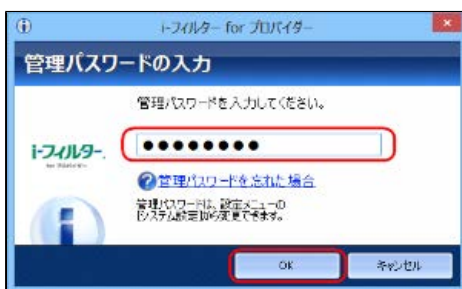 i-フィルター for プロバイダー
管理パスワードの入力
管理パスワードを入力してください。
●●●●●●●●
i-フィルター.
管理パスワードを忘れた場合
管理パスワードは、設定メニューの
[システム設定]から変更できます。
OK
キャンセル